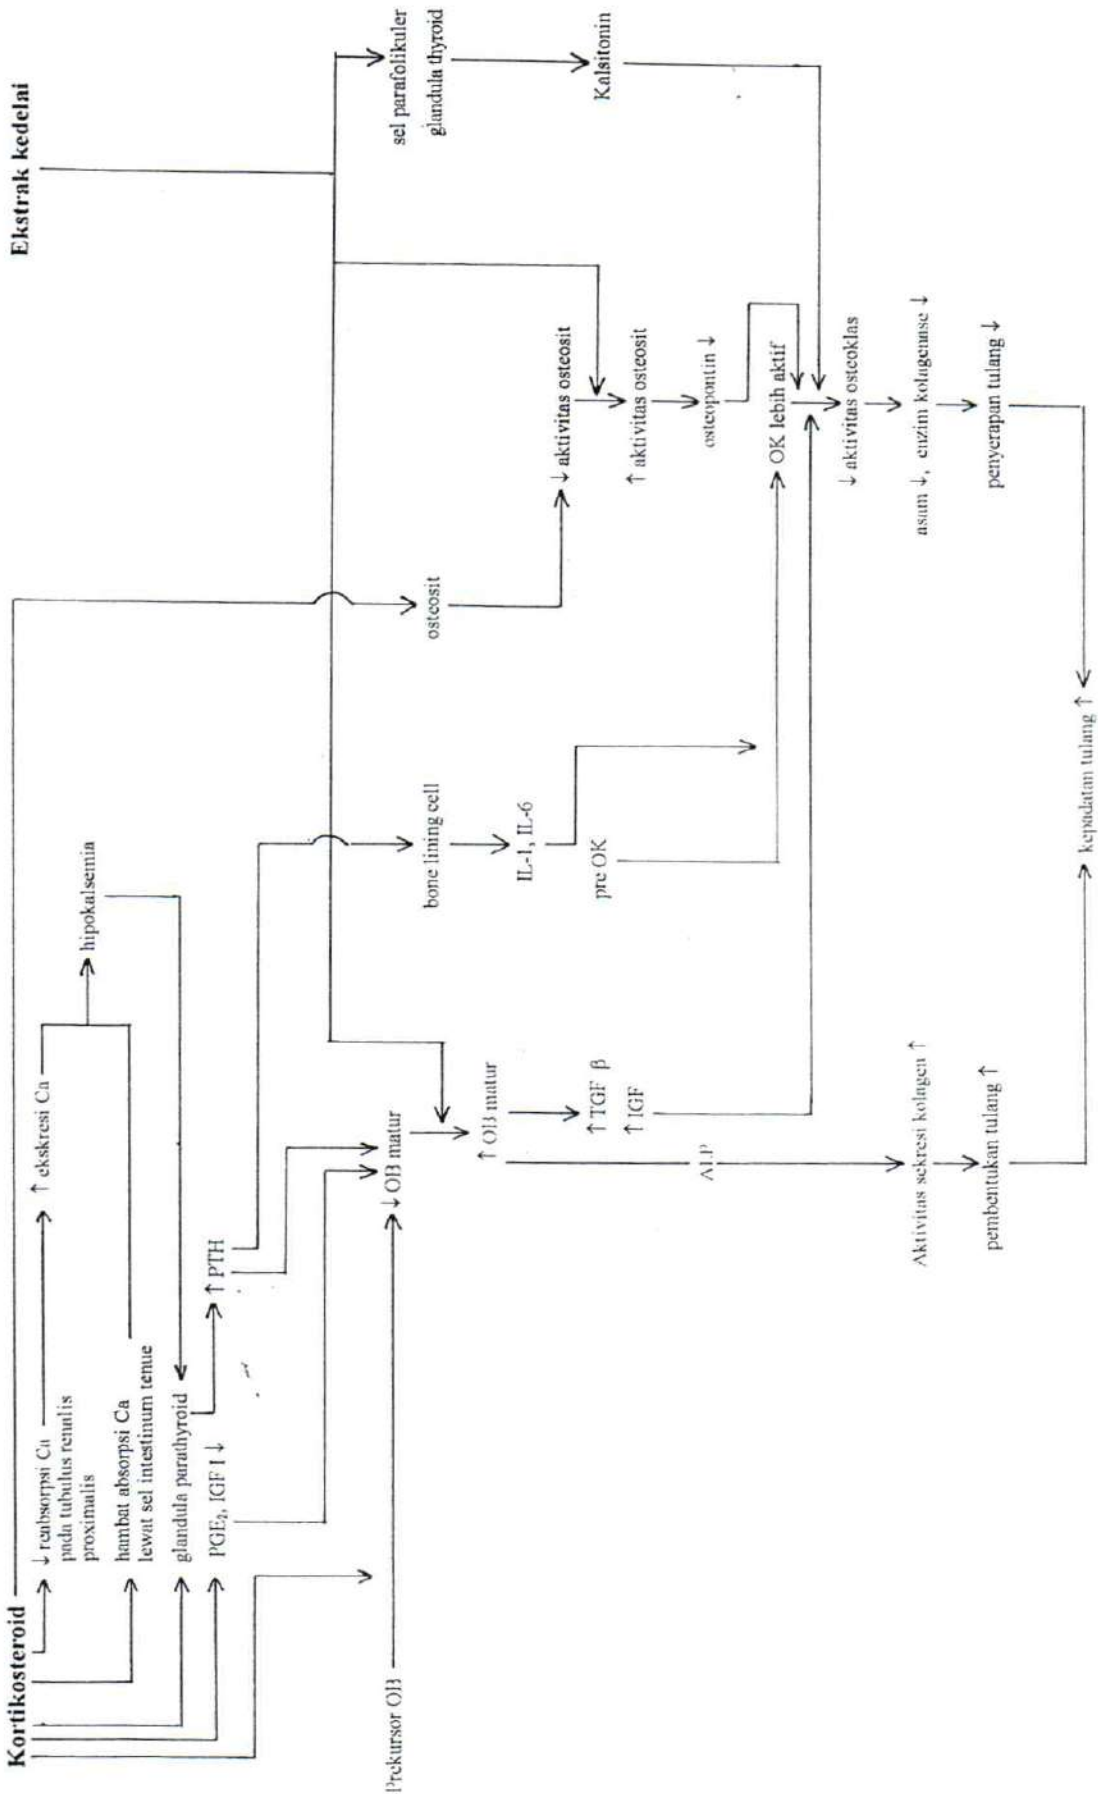 Kortikosteroid
Ekstrak kedelai
↓ reabsorpsi Ca
pada tubulus renalis
proximalis
↑ ekskresi Ca
hipokalsemia
hambat absorpsi Ca
lewat sel intestinum tenue
glandula parathyroid
PGE₂, IGF I ↓
↑ PTH
Prekursor OB
↓ OB matur
bone lining cell
osteosit
sel parafolikuler
glandula thyroid
↑ OB matur
IL-1, IL-6
↓ aktivitas osteosit
Kalsitonin
↑ TGF β
↑ IGF
pre OK
↑ aktivitas osteosit
ALP
osteopontin ↓
OK lebih aktif
↓ aktivitas osteoklas
Aktivitas sekresi kolagen ↑
asam ↓, enzim kolagenase ↓
pembentukan tulang ↑
penyerapan tulang ↓
kepadatan tulang ↑